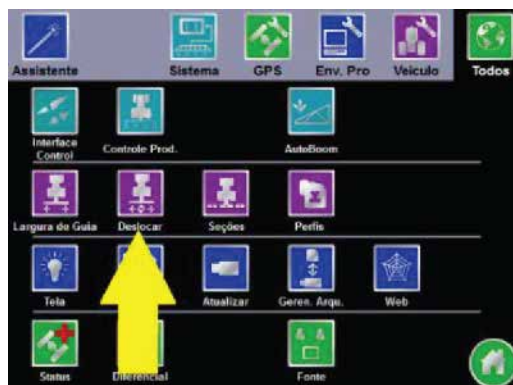 Assistente Sistema GPS Env. Pro Veiculo Todos
Interface Control Controle Prod. AutoBoom
Largura de Guia Deslocar Seções Perfis
Tela Atualizar Geren. Arqu. Web
Status Diferencial Fonte